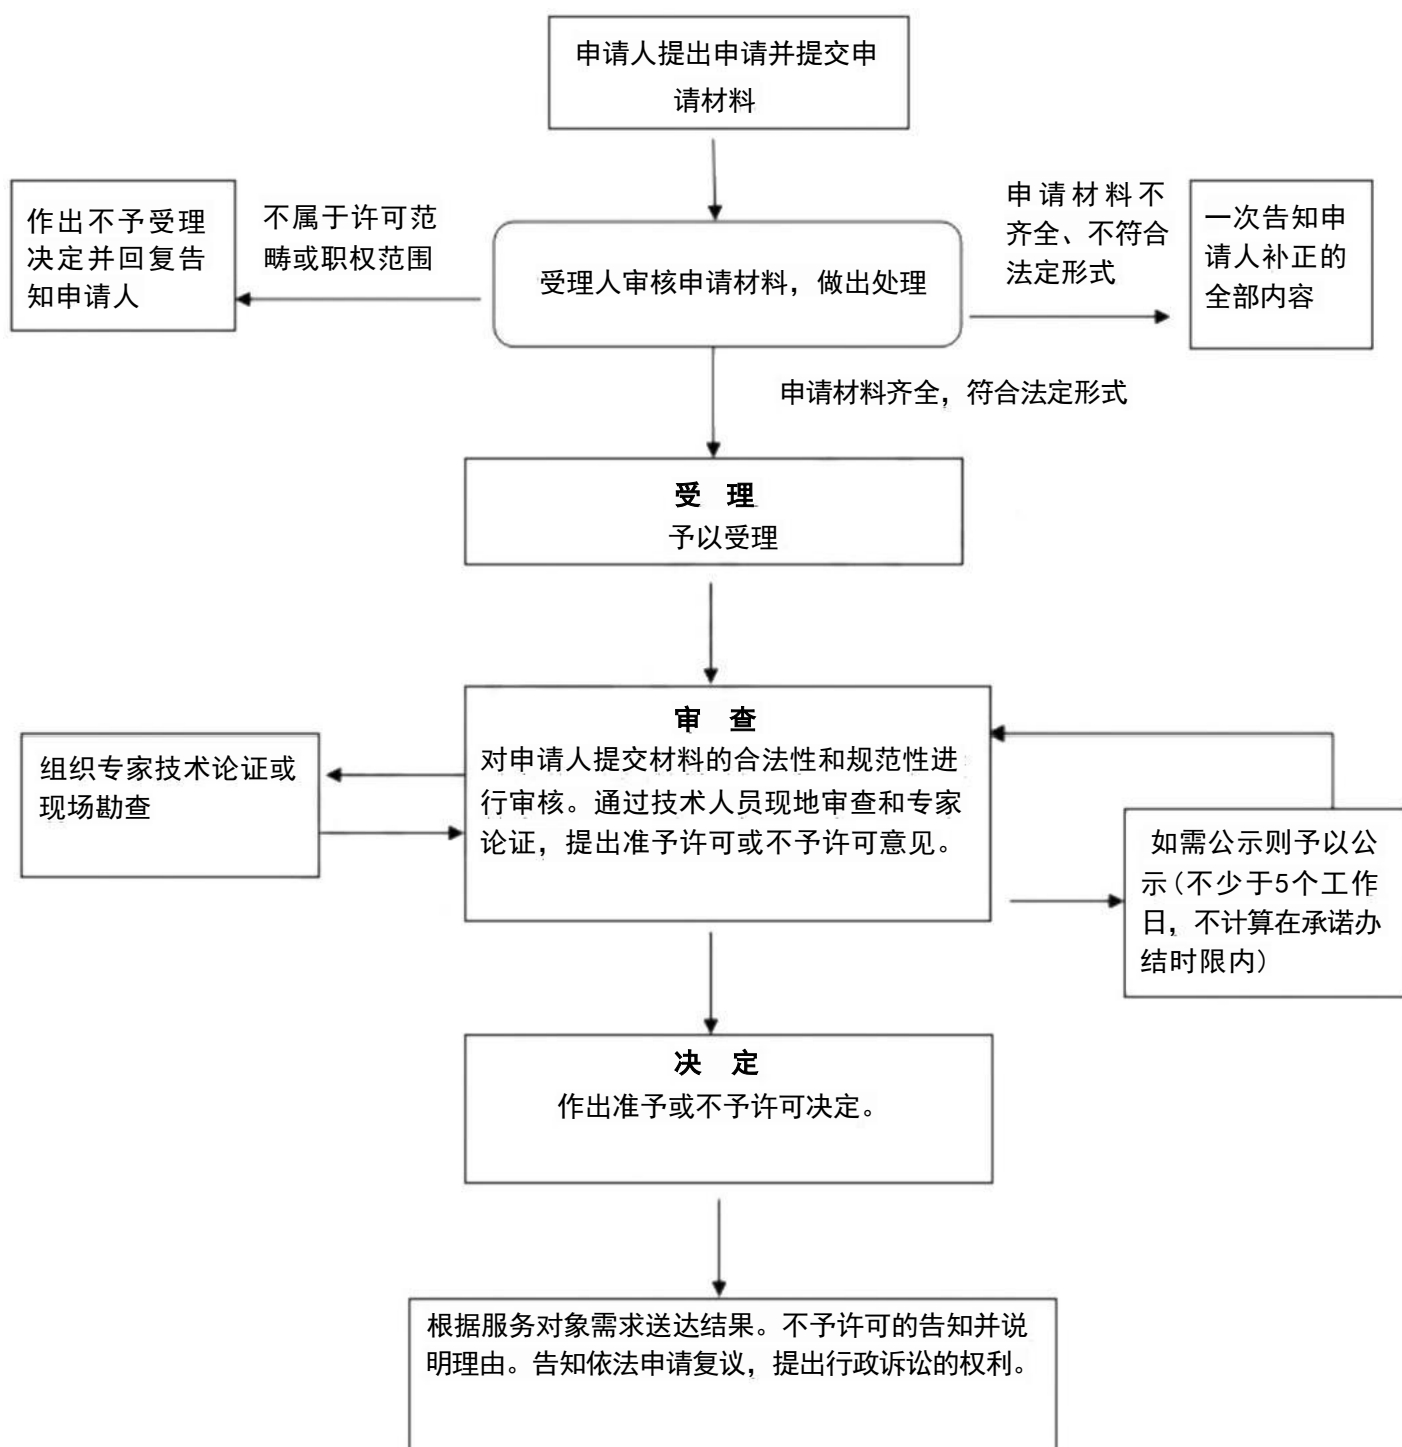 申请人提出申请并提交申
请材料
作出不予受理
决定并回复告
知申请人
不属于许可范
畴或职权范围
受理人审核申请材料，做出处理
申请材料不
齐全、不符合
法定形式
一次告知申
请人补正的
全部内容
申请材料齐全，符合法定形式
受 理
予以受理
审 查
对申请人提交材料的合法性和规范性进
行审核。通过技术人员现地审查和专家
论证，提出准予许可或不予许可意见。
组织专家技术论证或
现场勘查
如需公示则予以公
示(不少于5个工作
日，不计算在承诺办
结时限内)
决 定
作出准予或不予许可决定。
根据服务对象需求送达结果。不予许可的告知并说
明理由。告知依法申请复议，提出行政诉讼的权利。